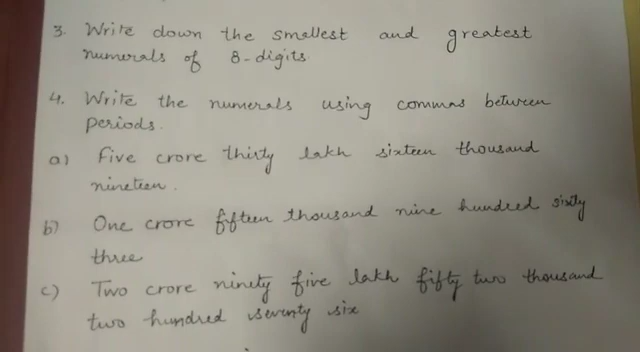 3. Write down the smallest and greatest
numerals of 8-digits.
4. Write the numerals using commas between
periods.
a) Five crore thirty lakh sixteen thousand
nineteen.
b) One crore fifteen thousand nine hundred sixty
three
c) Two crore ninety five lakh fifty two thousand
two hundred seventy six